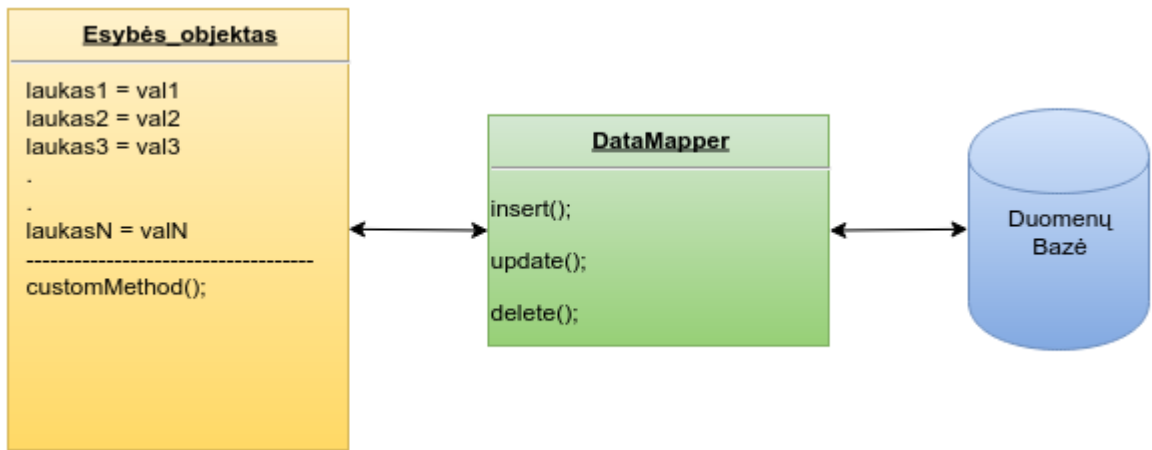 Esybės_objektas
laukas1 = val1
laukas2 = val2
laukas3 = val3
.
.
laukasN = valN
------------------------------------
customMethod();
DataMapper
insert();
update();
delete();
Duomenų
Bazė